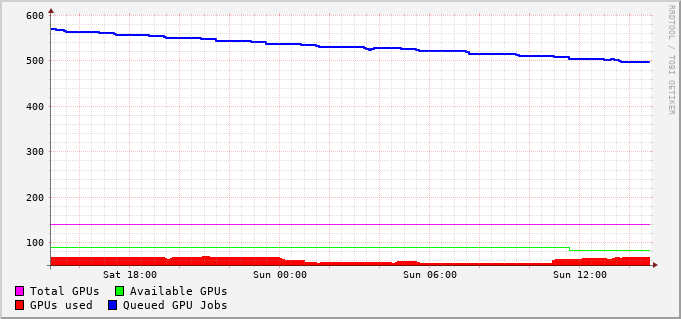 600
500
400
300
200
100
Sat 18:00 Sun 00:00 Sun 06:00 Sun 12:00
Total GPUs Available GPUs
GPUs used Queued GPU Jobs
RRDTOOL / TOBI OETIKER